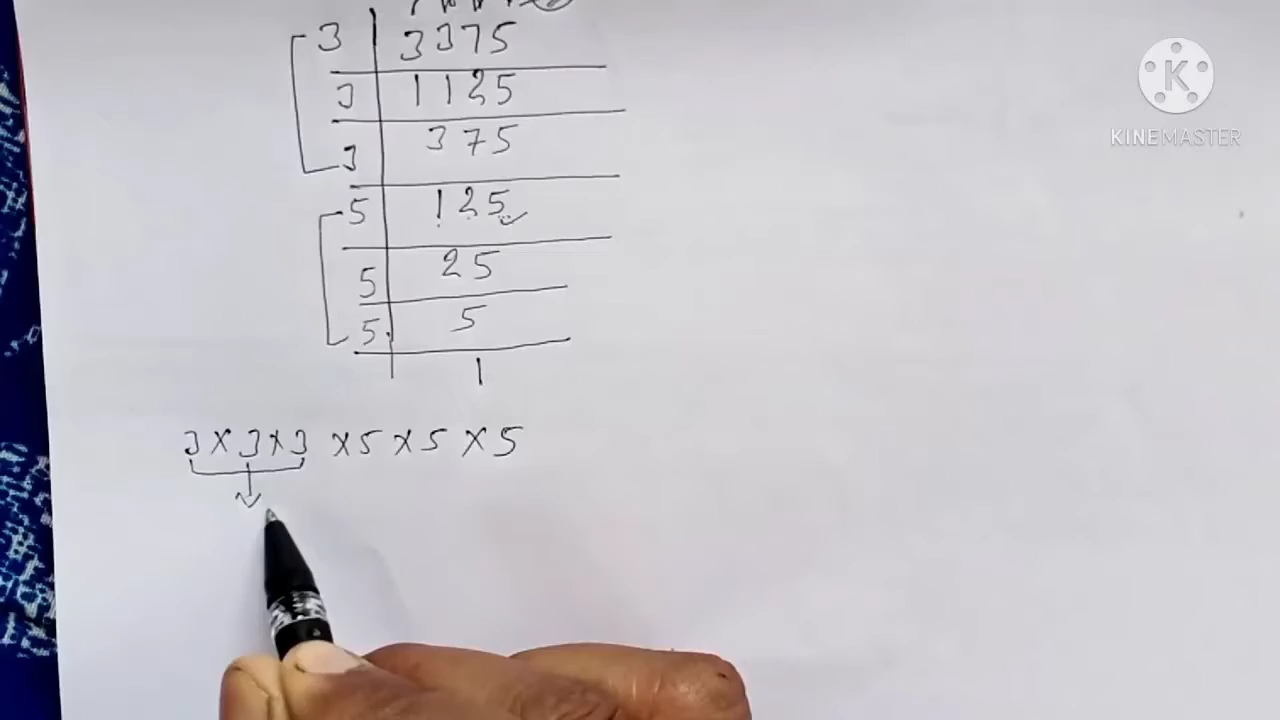 3 3375
3 1125
3 375
5 125
5 25
5 5
1
3 × 3 × 3 × 5 × 5 × 5
K
KINEMASTER